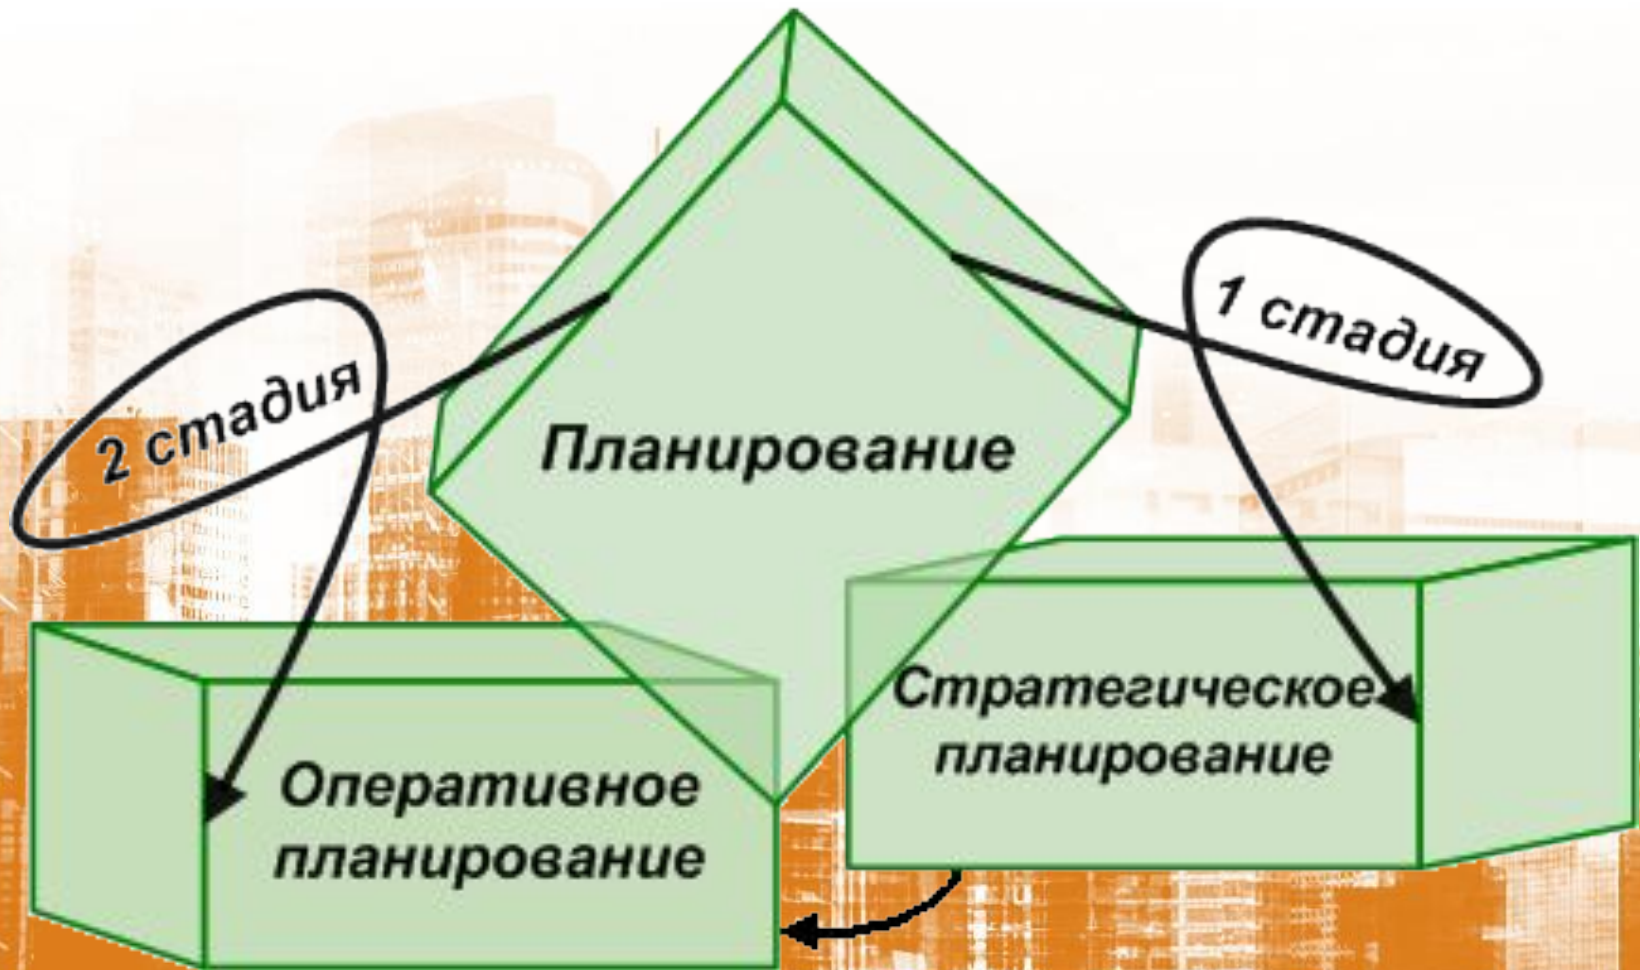 1 стадия
2 стадия
Планирование
Стратегическое
планирование
Оперативное
планирование